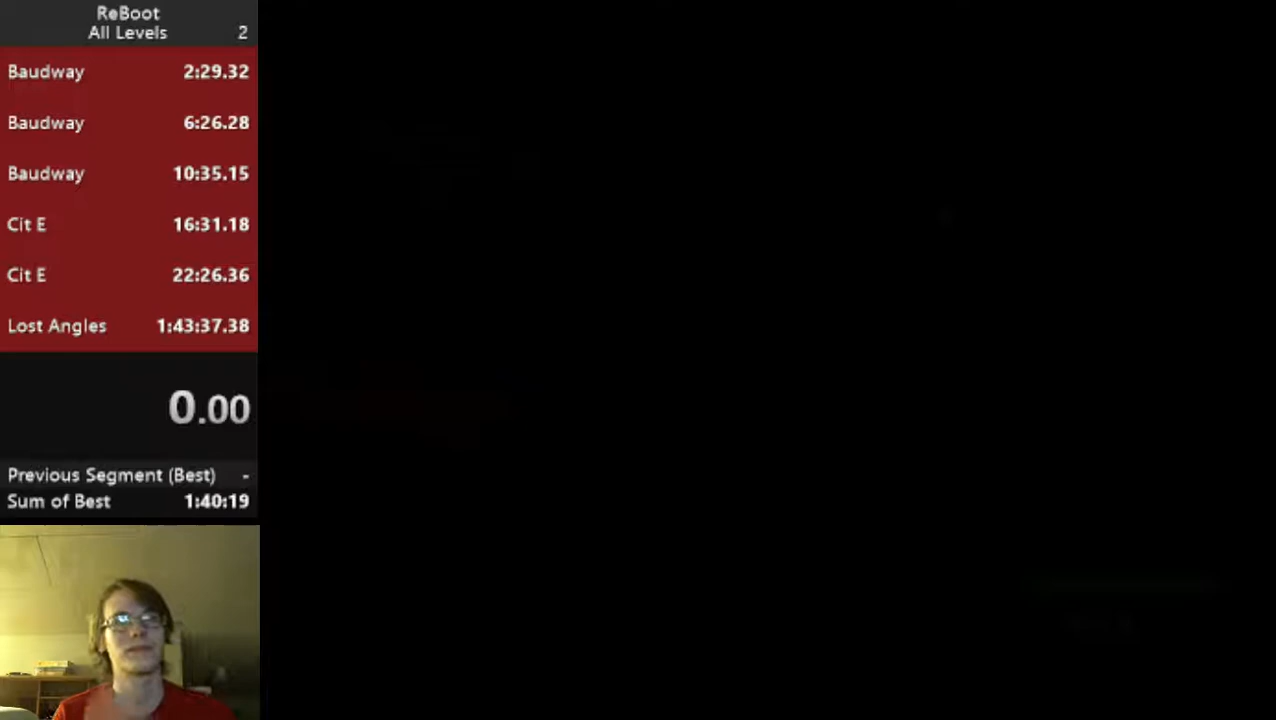 ReBoot
All Levels 2
Baudway 2:29.32
Baudway 6:26.28
Baudway 10:35.15
Cit E 16:31.18
Cit E 22:26.36
Lost Angles 1:43:37.38
0.00
Previous Segment (Best) -
Sum of Best 1:40:19